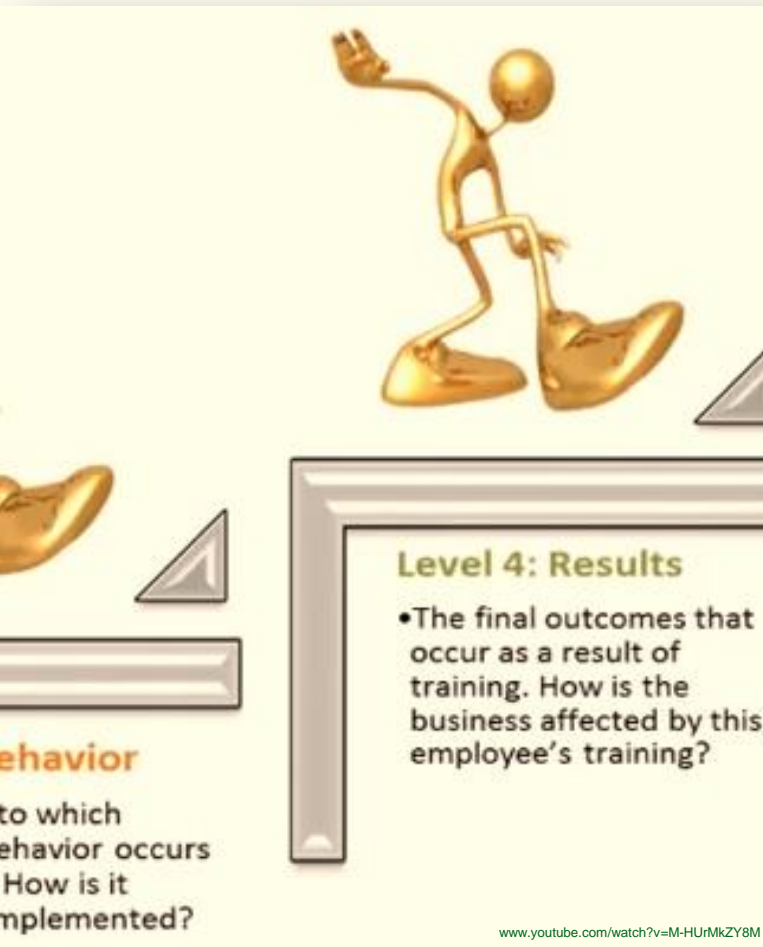 Level 4: Results
•The final outcomes that
occur as a result of
training. How is the
business affected by this
employee's training?
ehavior
to which
ehavior occurs
How is it
mplemented?
www.youtube.com/watch?v=M-HUrMkZY8M